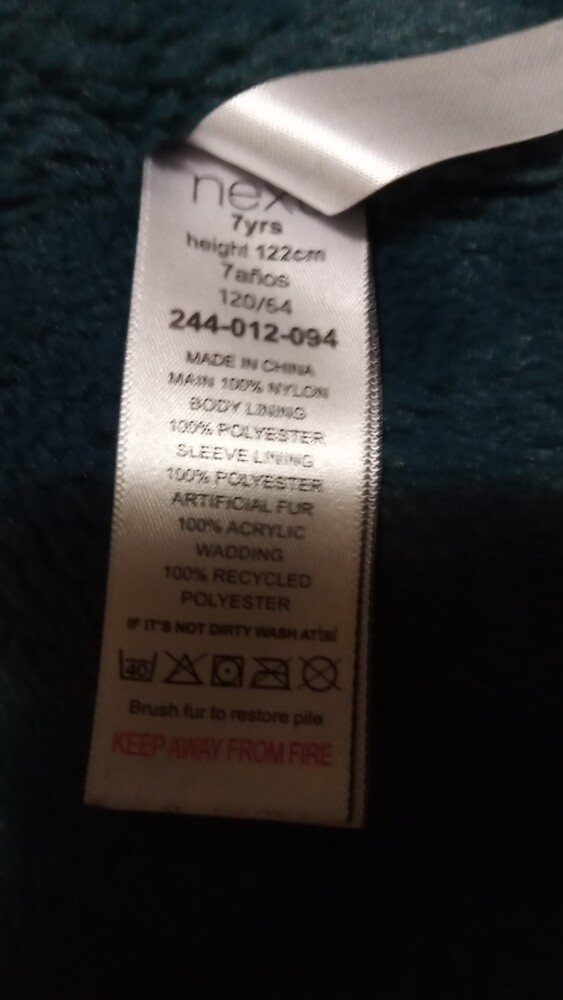 nex
7yrs
height 122cm
7años
120/64
244-012-094
MADE IN CHINA
MAIN 100% NYLON
BODY LINING
100% POLYESTER
SLEEVE LINING
100% POLYESTER
ARTIFICIAL FUR
100% ACRYLIC
WADDING
100% RECYCLED
POLYESTER
IF IT'S NOT DIRTY WASH AT
40
Brush fur to restore pile
KEEP AWAY FROM FIRE